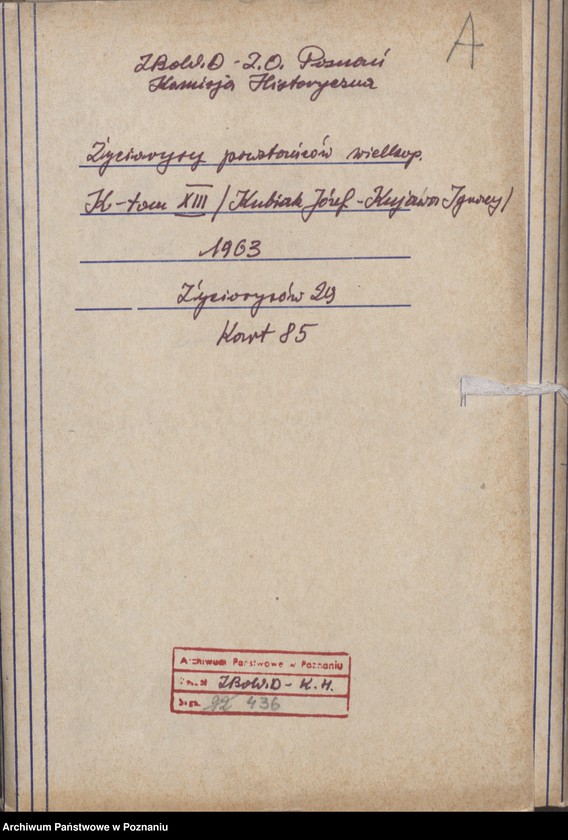 A
ZBoWiD - Z.O. Poznań
Komisja Historyczna
Życiorysy powstańców wielkop.
K-tom XIII / Kubiak Józef - Kujawa Ignacy /
1963
Życiorysów 29
Kart 85
Archiwum Państwowe w Poznaniu
ZBoWiD - K.H.
436
Archiwum Państwowe w Poznaniu